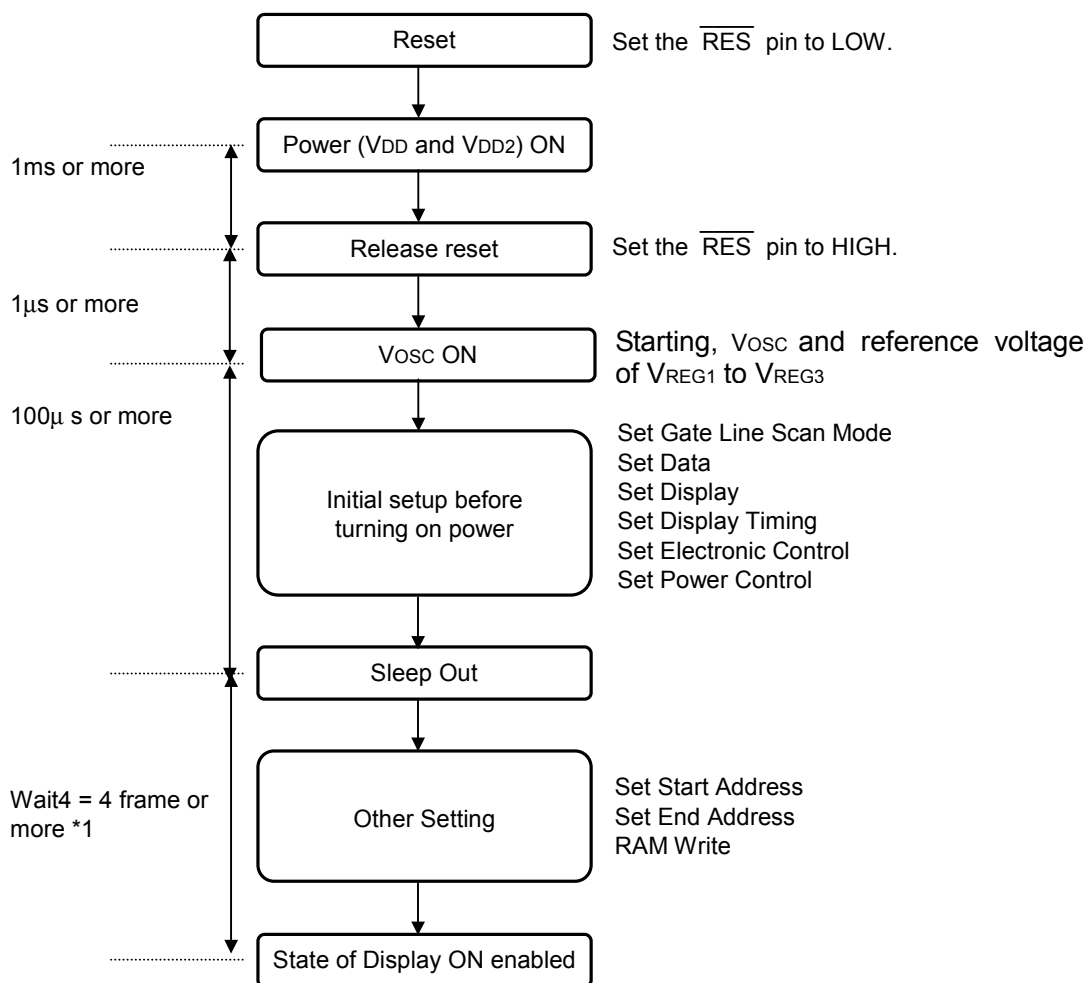 Reset
Set the RES pin to LOW.
Power (VDD and VDD2) ON
1ms or more
Release reset
Set the RES pin to HIGH.
1μs or more
VOSC ON
Starting, VOSC and reference voltage
of VREG1 to VREG3
100μ s or more
Set Gate Line Scan Mode
Set Data
Set Display
Set Display Timing
Set Electronic Control
Set Power Control
Initial setup before
turning on power
Sleep Out
Wait4 = 4 frame or
more *1
Other Setting
Set Start Address
Set End Address
RAM Write
State of Display ON enabled